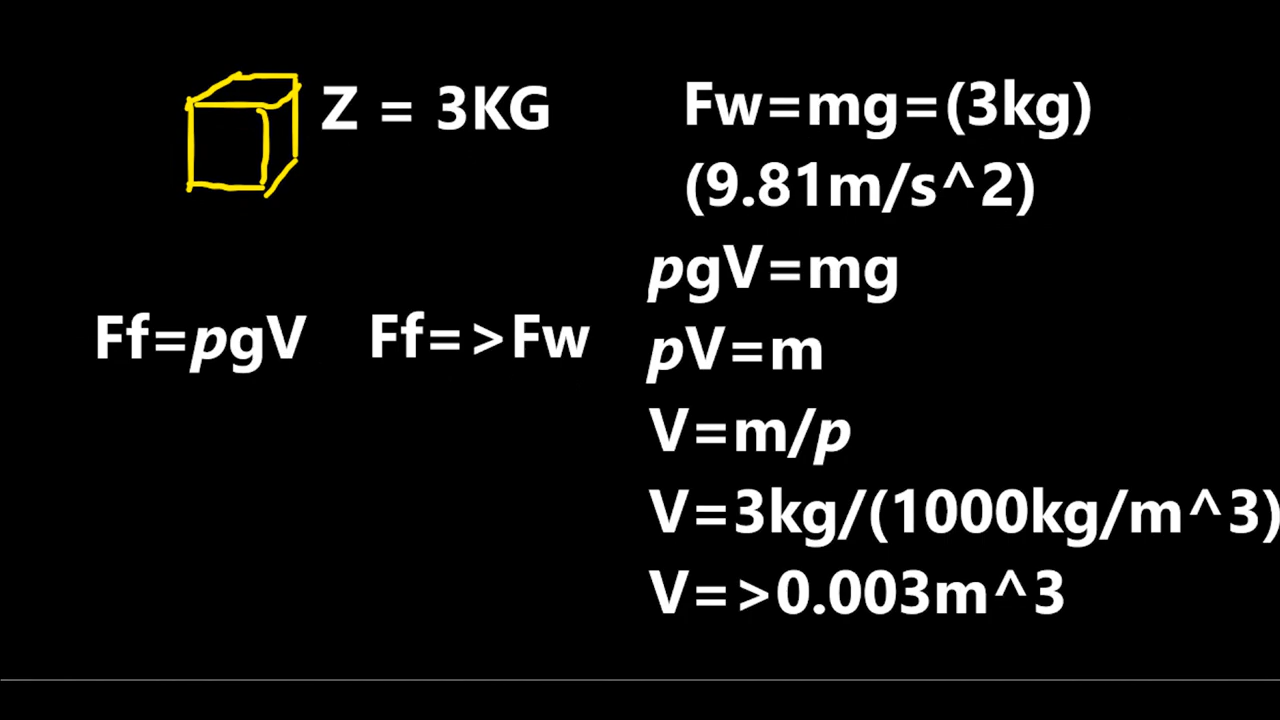 Z = 3KG
Fw=mg=(3kg)
(9.81m/s^2)
pgV=mg
Ff=pgV Ff=>Fw
pV=m
V=m/p
V=3kg/(1000kg/m^3)
V=>0.003m^3